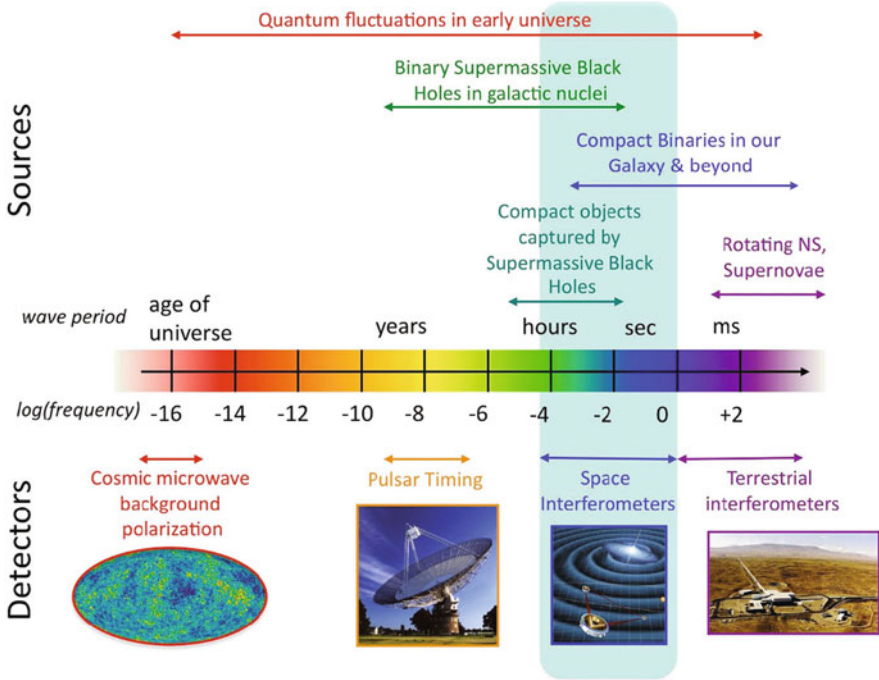 Quantum fluctuations in early universe
Binary Supermassive Black
Holes in galactic nuclei
Compact Binaries in our
Galaxy & beyond
Compact objects
captured by
Supermassive Black
Holes
Rotating NS,
Supernovae
Sources
wave period
age of
universe
years
hours
sec
ms
log(frequency)
-16 -14 -12 -10 -8 -6 -4 -2 0 +2
Detectors
Cosmic microwave
background
polarization
Pulsar Timing
Space
Interferometers
Terrestrial
interferometers